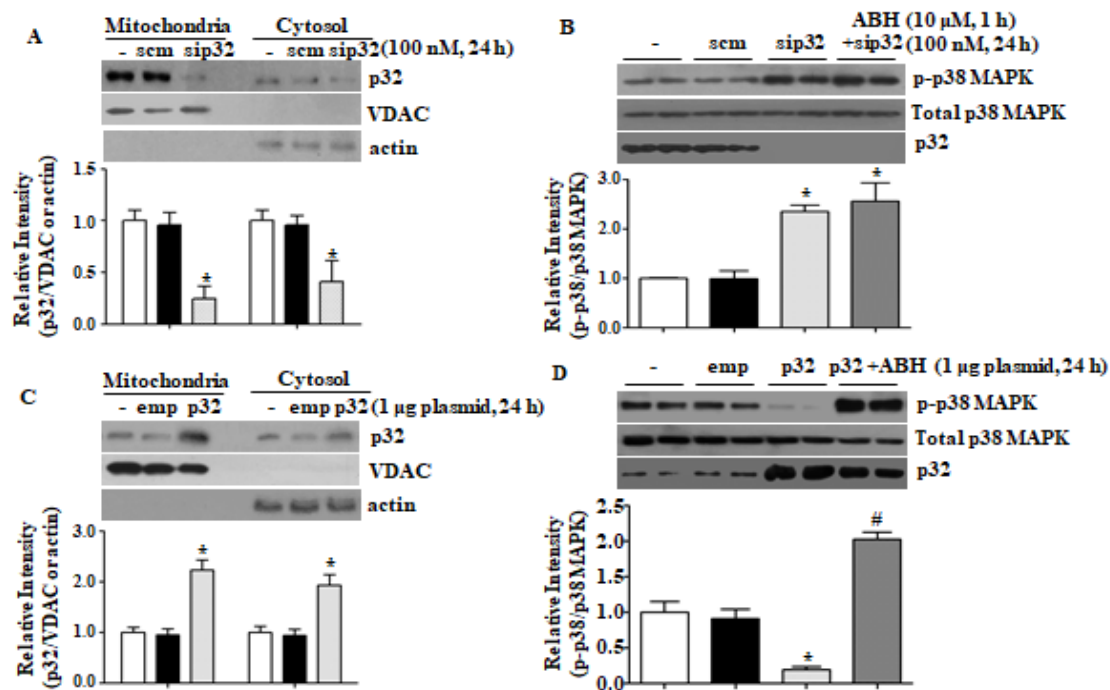 A
Mitochondria Cytosol
- scm sip32 - scm sip32 (100 nM, 24 h)
p32
VDAC
actin
Relative Intensity
(p32/VDAC or actin)
1.5
1.0
0.5
0.0
*
*
B
ABH (10 µM, 1 h)
- scm sip32 +sip32 (100 nM, 24 h)
p-p38 MAPK
Total p38 MAPK
p32
Relative Intensity
(p-p38/p38MAPK)
3.0
2.0
1.0
0.0
*
*
C
Mitochondria Cytosol
- emp p32 - emp p32 (1 µg plasmid, 24 h)
p32
VDAC
actin
Relative Intensity
(p32/VDAC or actin)
3.0
2.0
1.0
0.0
*
*
D
- emp p32 p32 +ABH (1 µg plasmid, 24 h)
p-p38 MAPK
Total p38 MAPK
p32
Relative Intensity
(p-p38/p38MAPK)
2.5
2.0
1.5
1.0
0.5
0.0
*
#